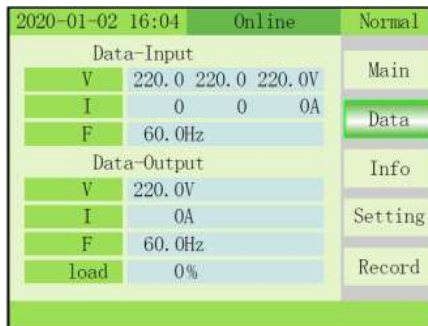 2020-01-02 16:04 Online Normal
Data-Input
V 220.0 220.0 220.0V
I 0 0 0A
F 60.0Hz
Data-Output
V 220.0V
I 0A
F 60.0Hz
load 0%
Main
Data
Info
Setting
Record